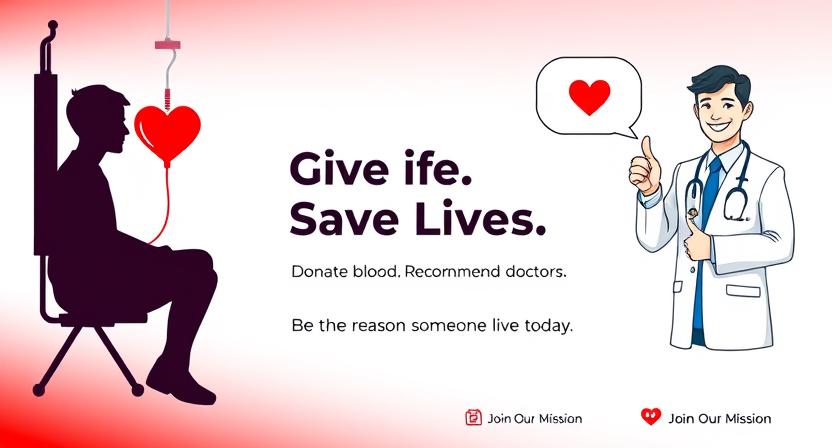 Give ife.
Save Lives.
Donate blood. Recommend doctors.
Be the reason someone live today.
Join Our Mission
Join Our Mission